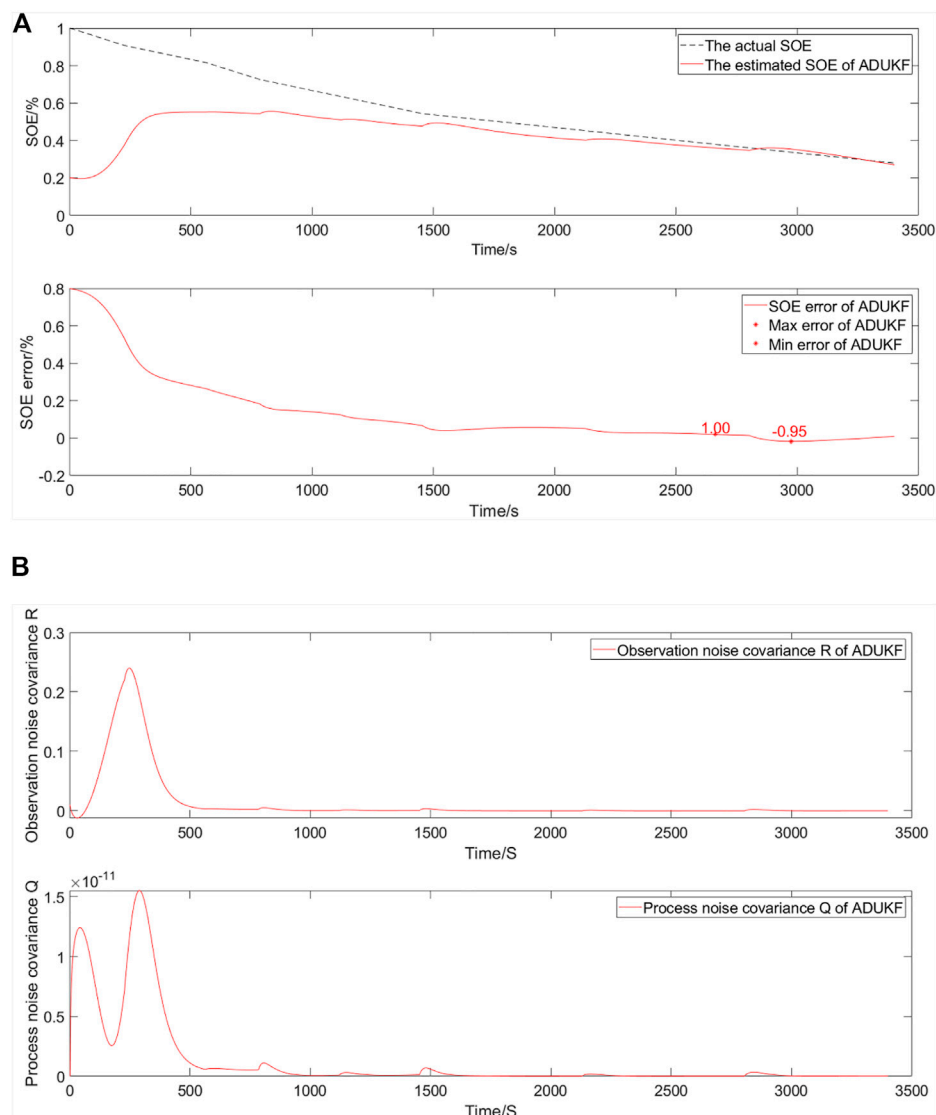 A
SOE/%
1
0.8
0.6
0.4
0.2
0
The actual SOE
The estimated SOE of ADUKF
0 500 1000 1500 2000 2500 3000 3500
Time/s
SOE error/%
0.8
0.6
0.4
0.2
0
-0.2
SOE error of ADUKF
Max error of ADUKF
Min error of ADUKF
1.00
-0.95
0 500 1000 1500 2000 2500 3000 3500
Time/s
B
Observation noise covariance R
0.3
0.2
0.1
0
Observation noise covariance R of ADUKF
0 500 1000 1500 2000 2500 3000 3500
Time/S
Process noise covariance Q
×10⁻¹¹
1.5
1
0.5
0
Process noise covariance Q of ADUKF
0 500 1000 1500 2000 2500 3000 3500
Time/S